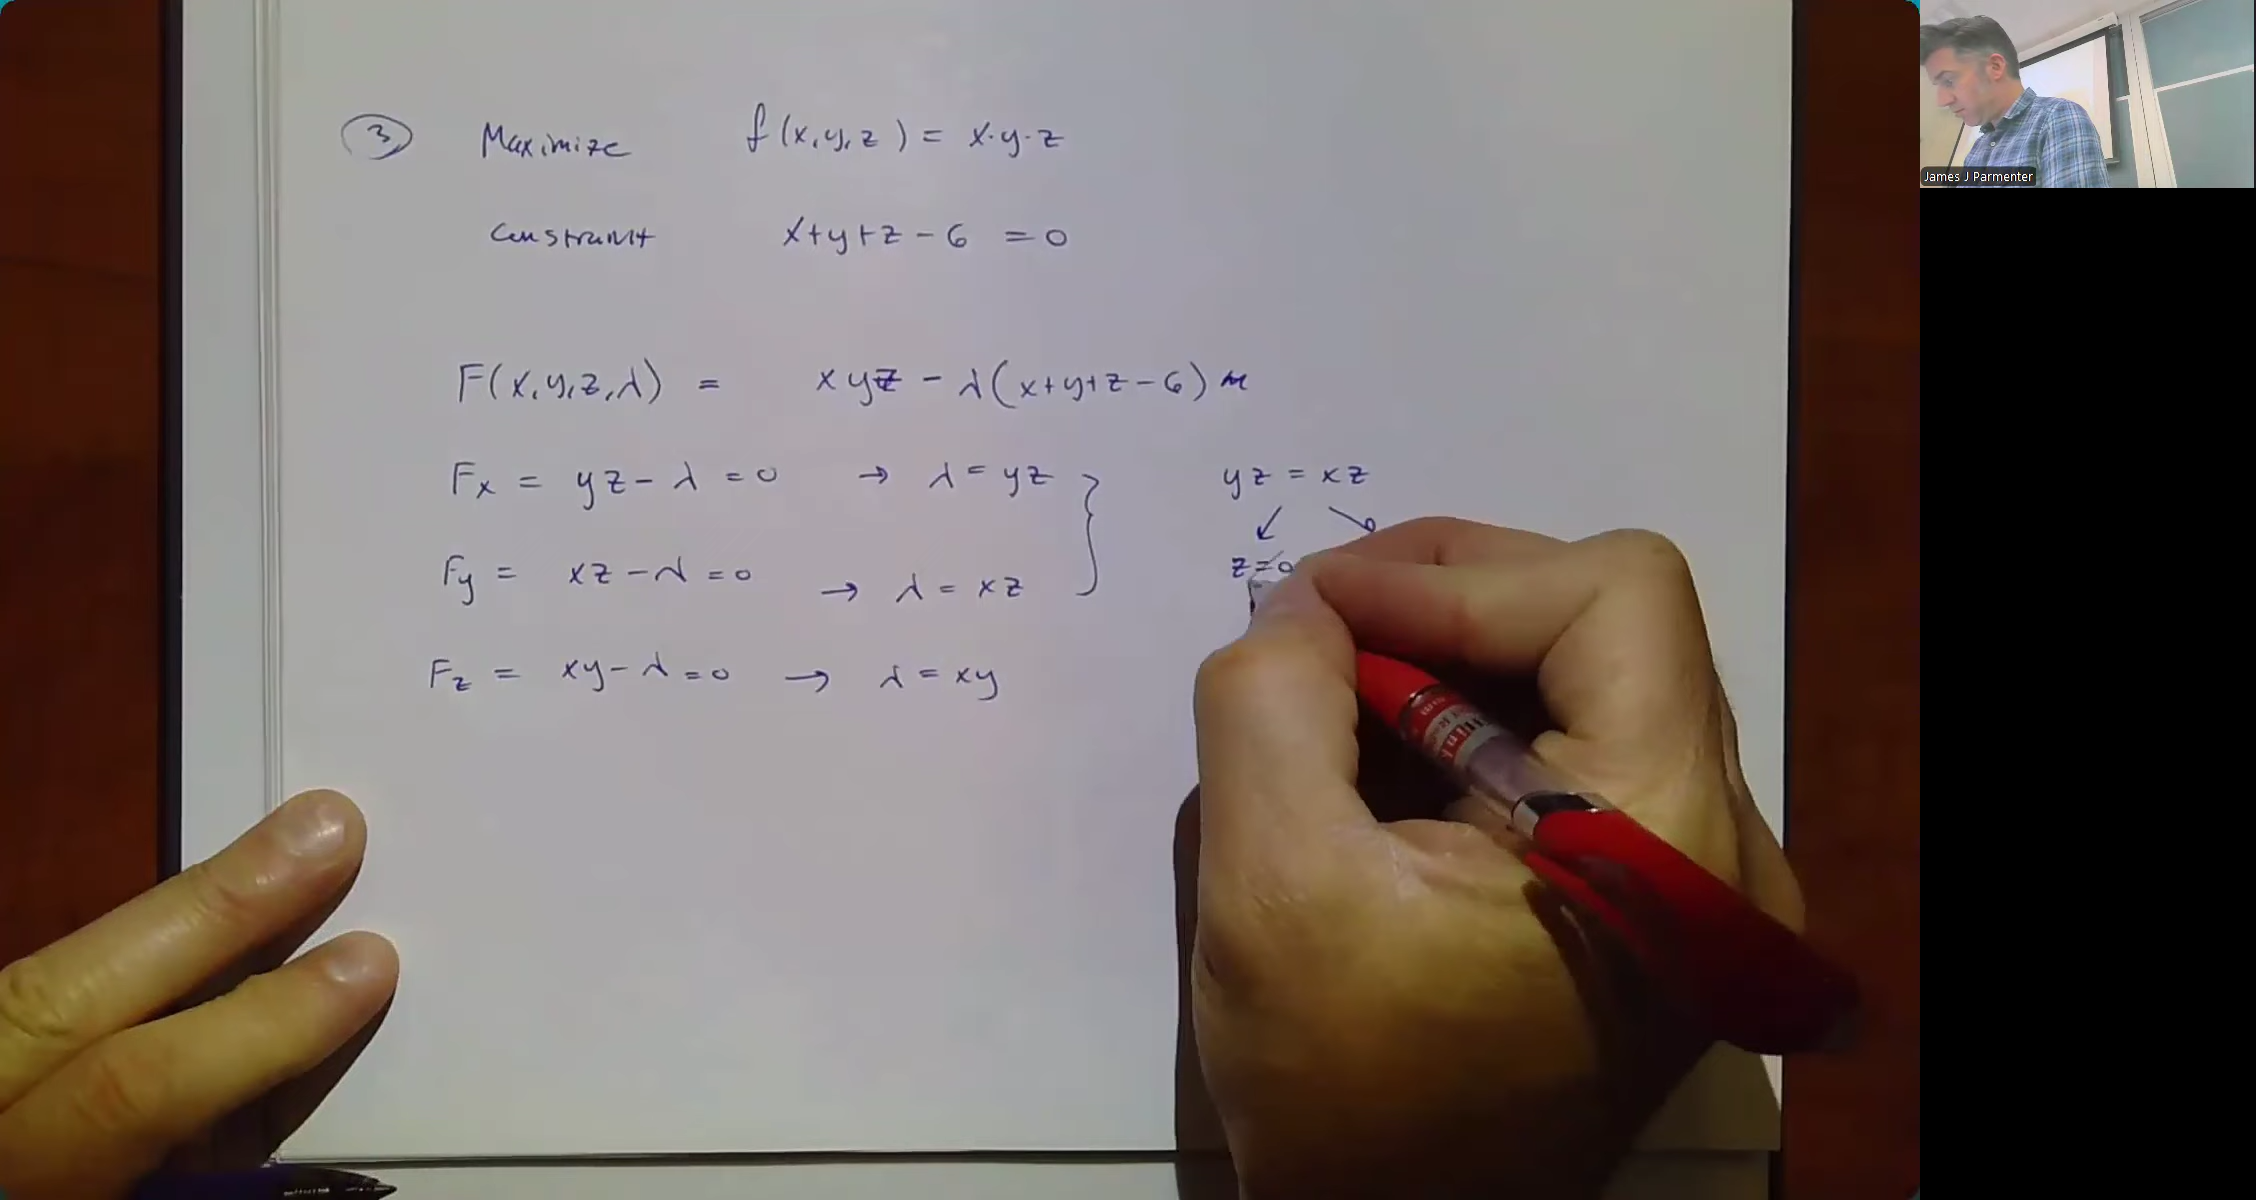 ③ Maximize f(x,y,z) = x·y·z
constraint x+y+z-6 =0
F(x,y,z,λ) = xyz - λ(x+y+z-6)
Fx = yz-λ =0 → λ=yz
yz = xz
Fy = xz-λ=0 → λ=xz
z=0
Fz = xy-λ=0 → λ=xy
James J Parmenter